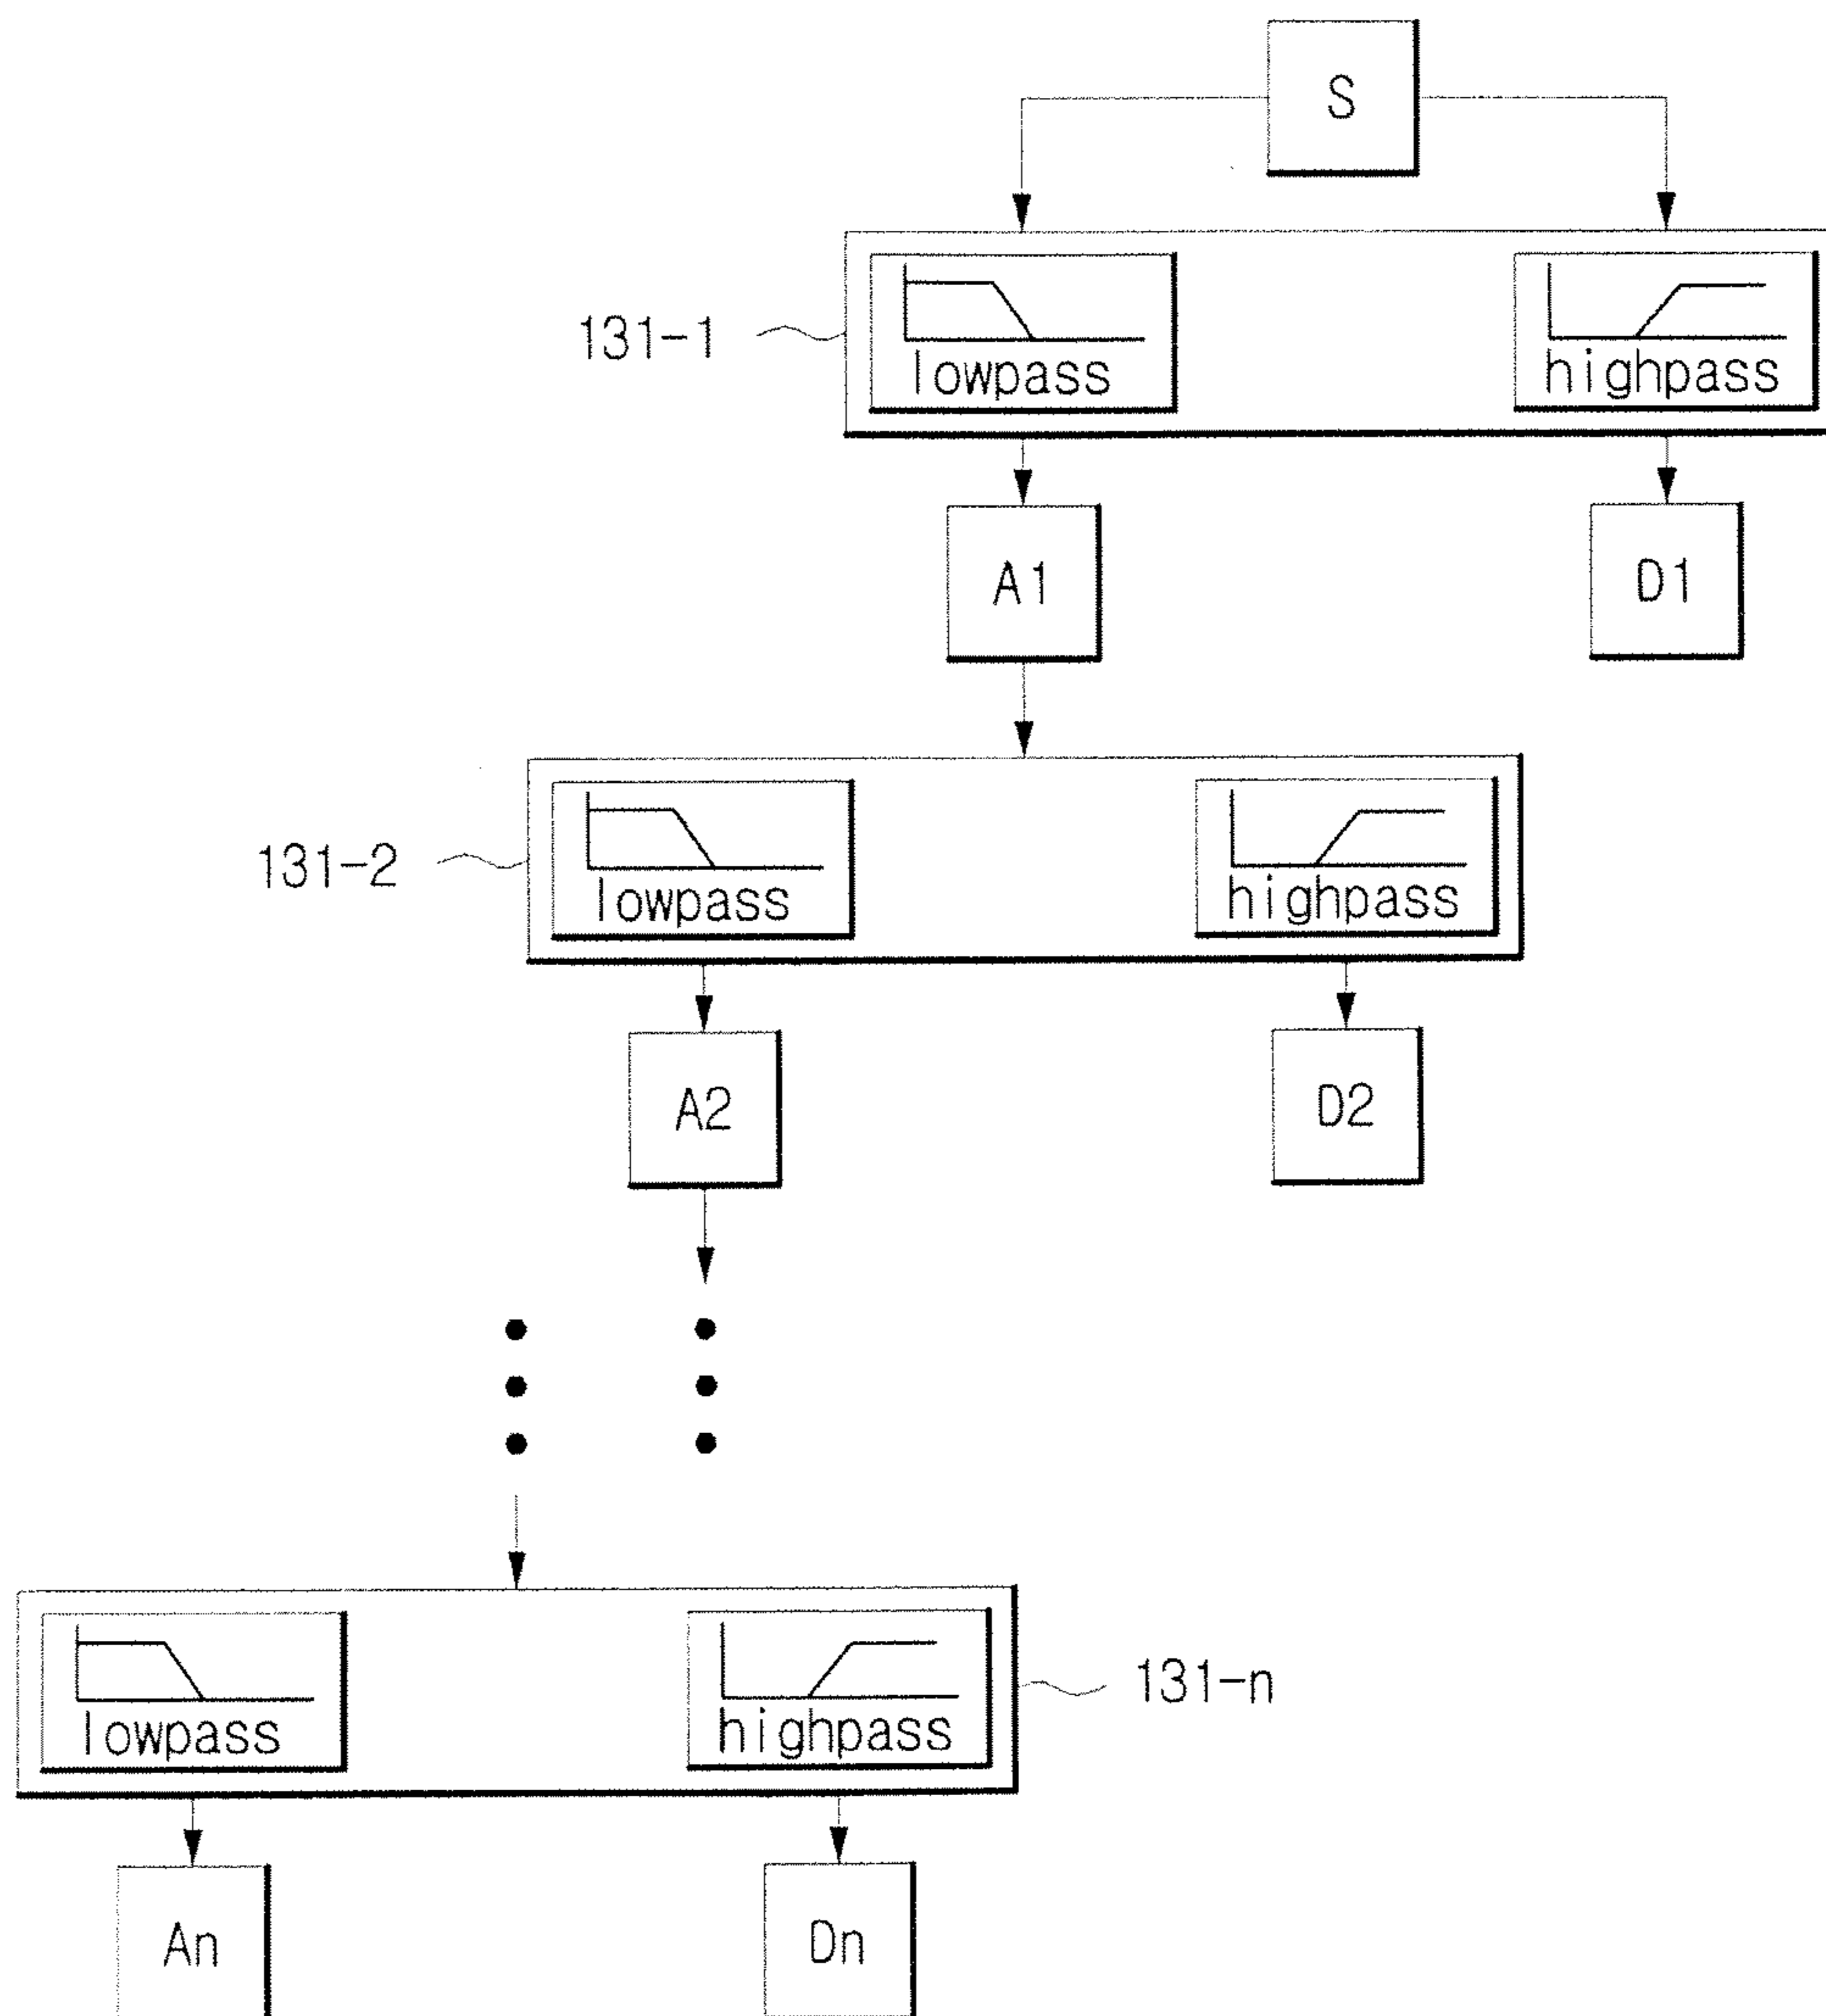 S
131-1
lowpass
highpass
A1
D1
131-2
lowpass
highpass
A2
D2
131-n
lowpass
highpass
An
Dn